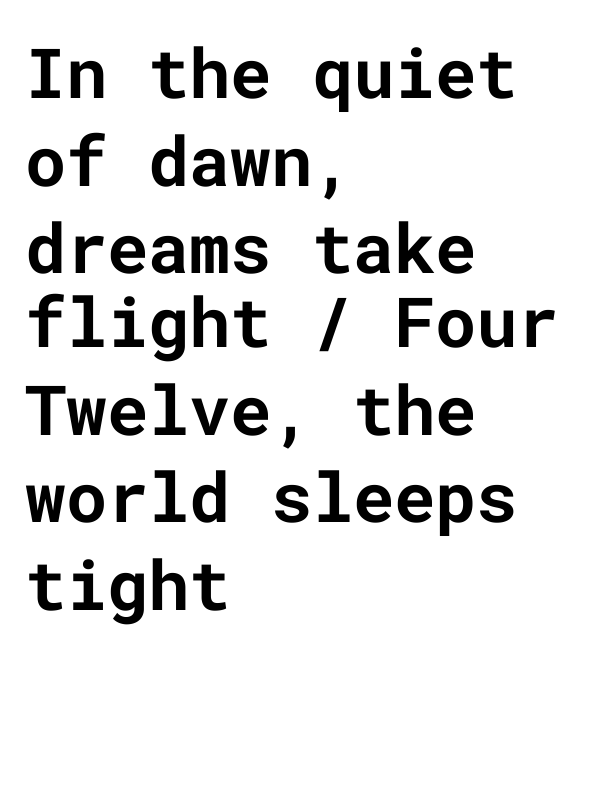 In the quiet
of dawn,
dreams take
flight / Four
Twelve, the
world sleeps
tight